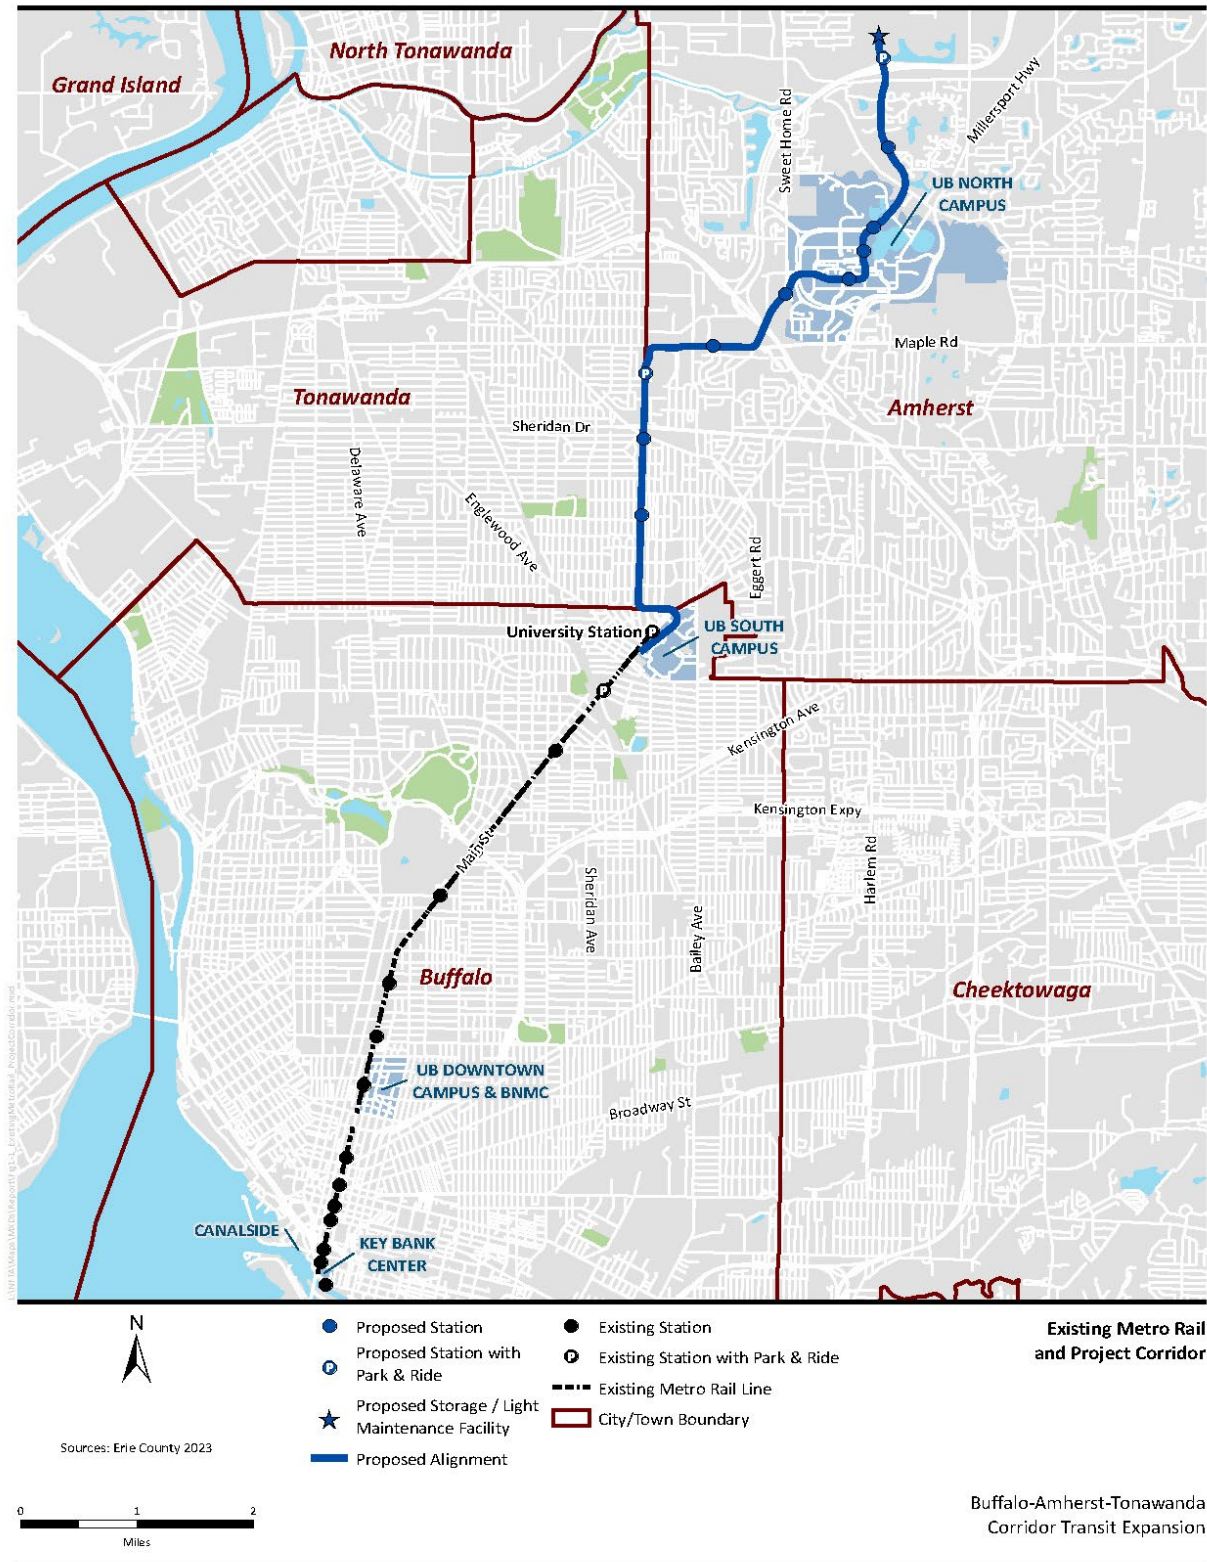 North Tonawanda
Grand Island
Sweet Home Rd
Millersport Hwy
UB NORTH
CAMPUS
Maple Rd
Tonawanda
Amherst
Sheridan Dr
Delaware Ave
Englewood Ave
Eggert Rd
University Station
P
UB SOUTH
CAMPUS
Kensington Ave
Kensington Expy
Main St
Harlem Rd
Sheridan Ave
Bailey Ave
Buffalo
Cheektowaga
UB DOWNTOWN
CAMPUS & BNMC
Broadway St
CANALSIDE
KEY BANK
CENTER
N
Proposed Station
Proposed Station with
Park & Ride
Proposed Storage / Light
Maintenance Facility
Proposed Alignment
Existing Station
Existing Station with Park & Ride
Existing Metro Rail Line
City/Town Boundary
Existing Metro Rail
and Project Corridor
Sources: Erie County 2023
0 1 2
Miles
Buffalo-Amherst-Tonawanda
Corridor Transit Expansion